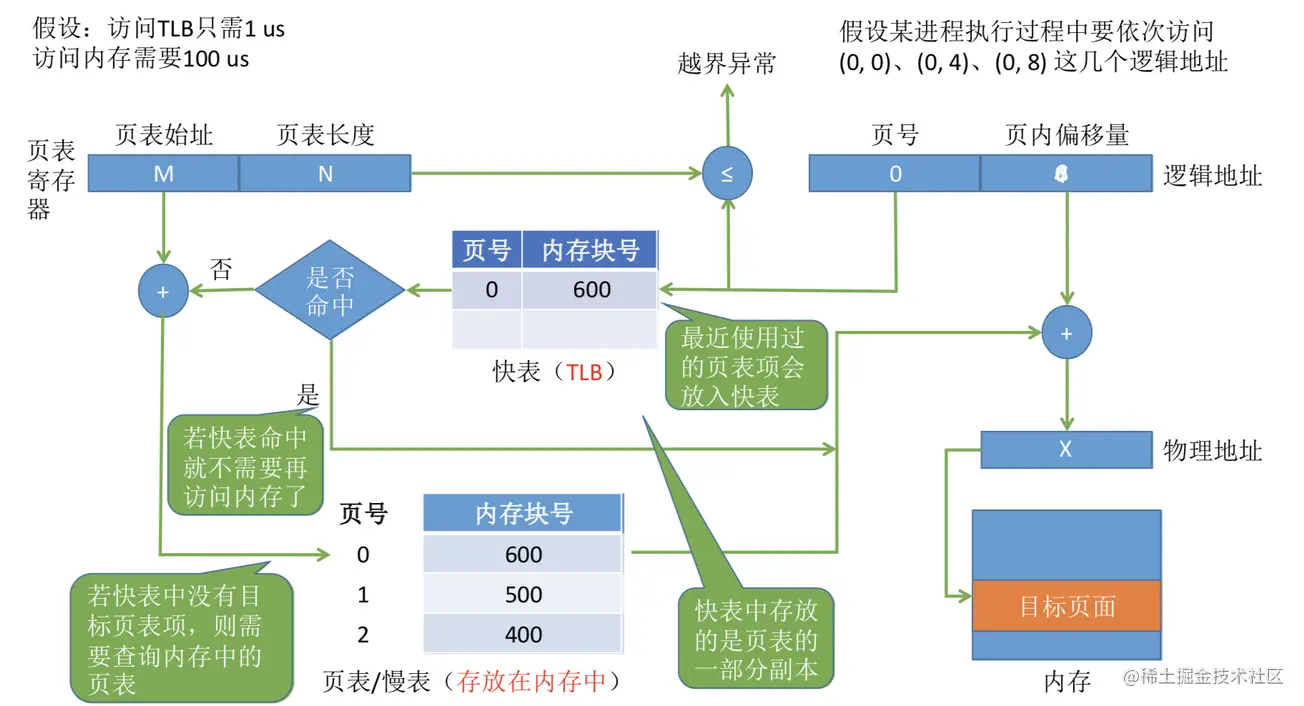 假设：访问TLB只需1 us
访问内存需要100 us
假设某进程执行过程中要依次访问
(0, 0)、(0, 4)、(0, 8) 这几个逻辑地址
越界异常
页表始址
页表长度
页号
页内偏移量
页表
寄存
器
M
N
≤
0
逻辑地址
页号
内存块号
0
600
是否
命中
否
+
+
快表（TLB）
最近使用过
的页表项会
放入快表
是
若快表命中
就不需要再
访问内存了
X
物理地址
页号
内存块号
0
600
1
500
2
400
页表/慢表（存放在内存中）
若快表中没有目
标页表项，则需
要查询内存中的
页表
快表中存放
的是页表的
一部分副本
目标页面
内存
@稀土掘金技术社区